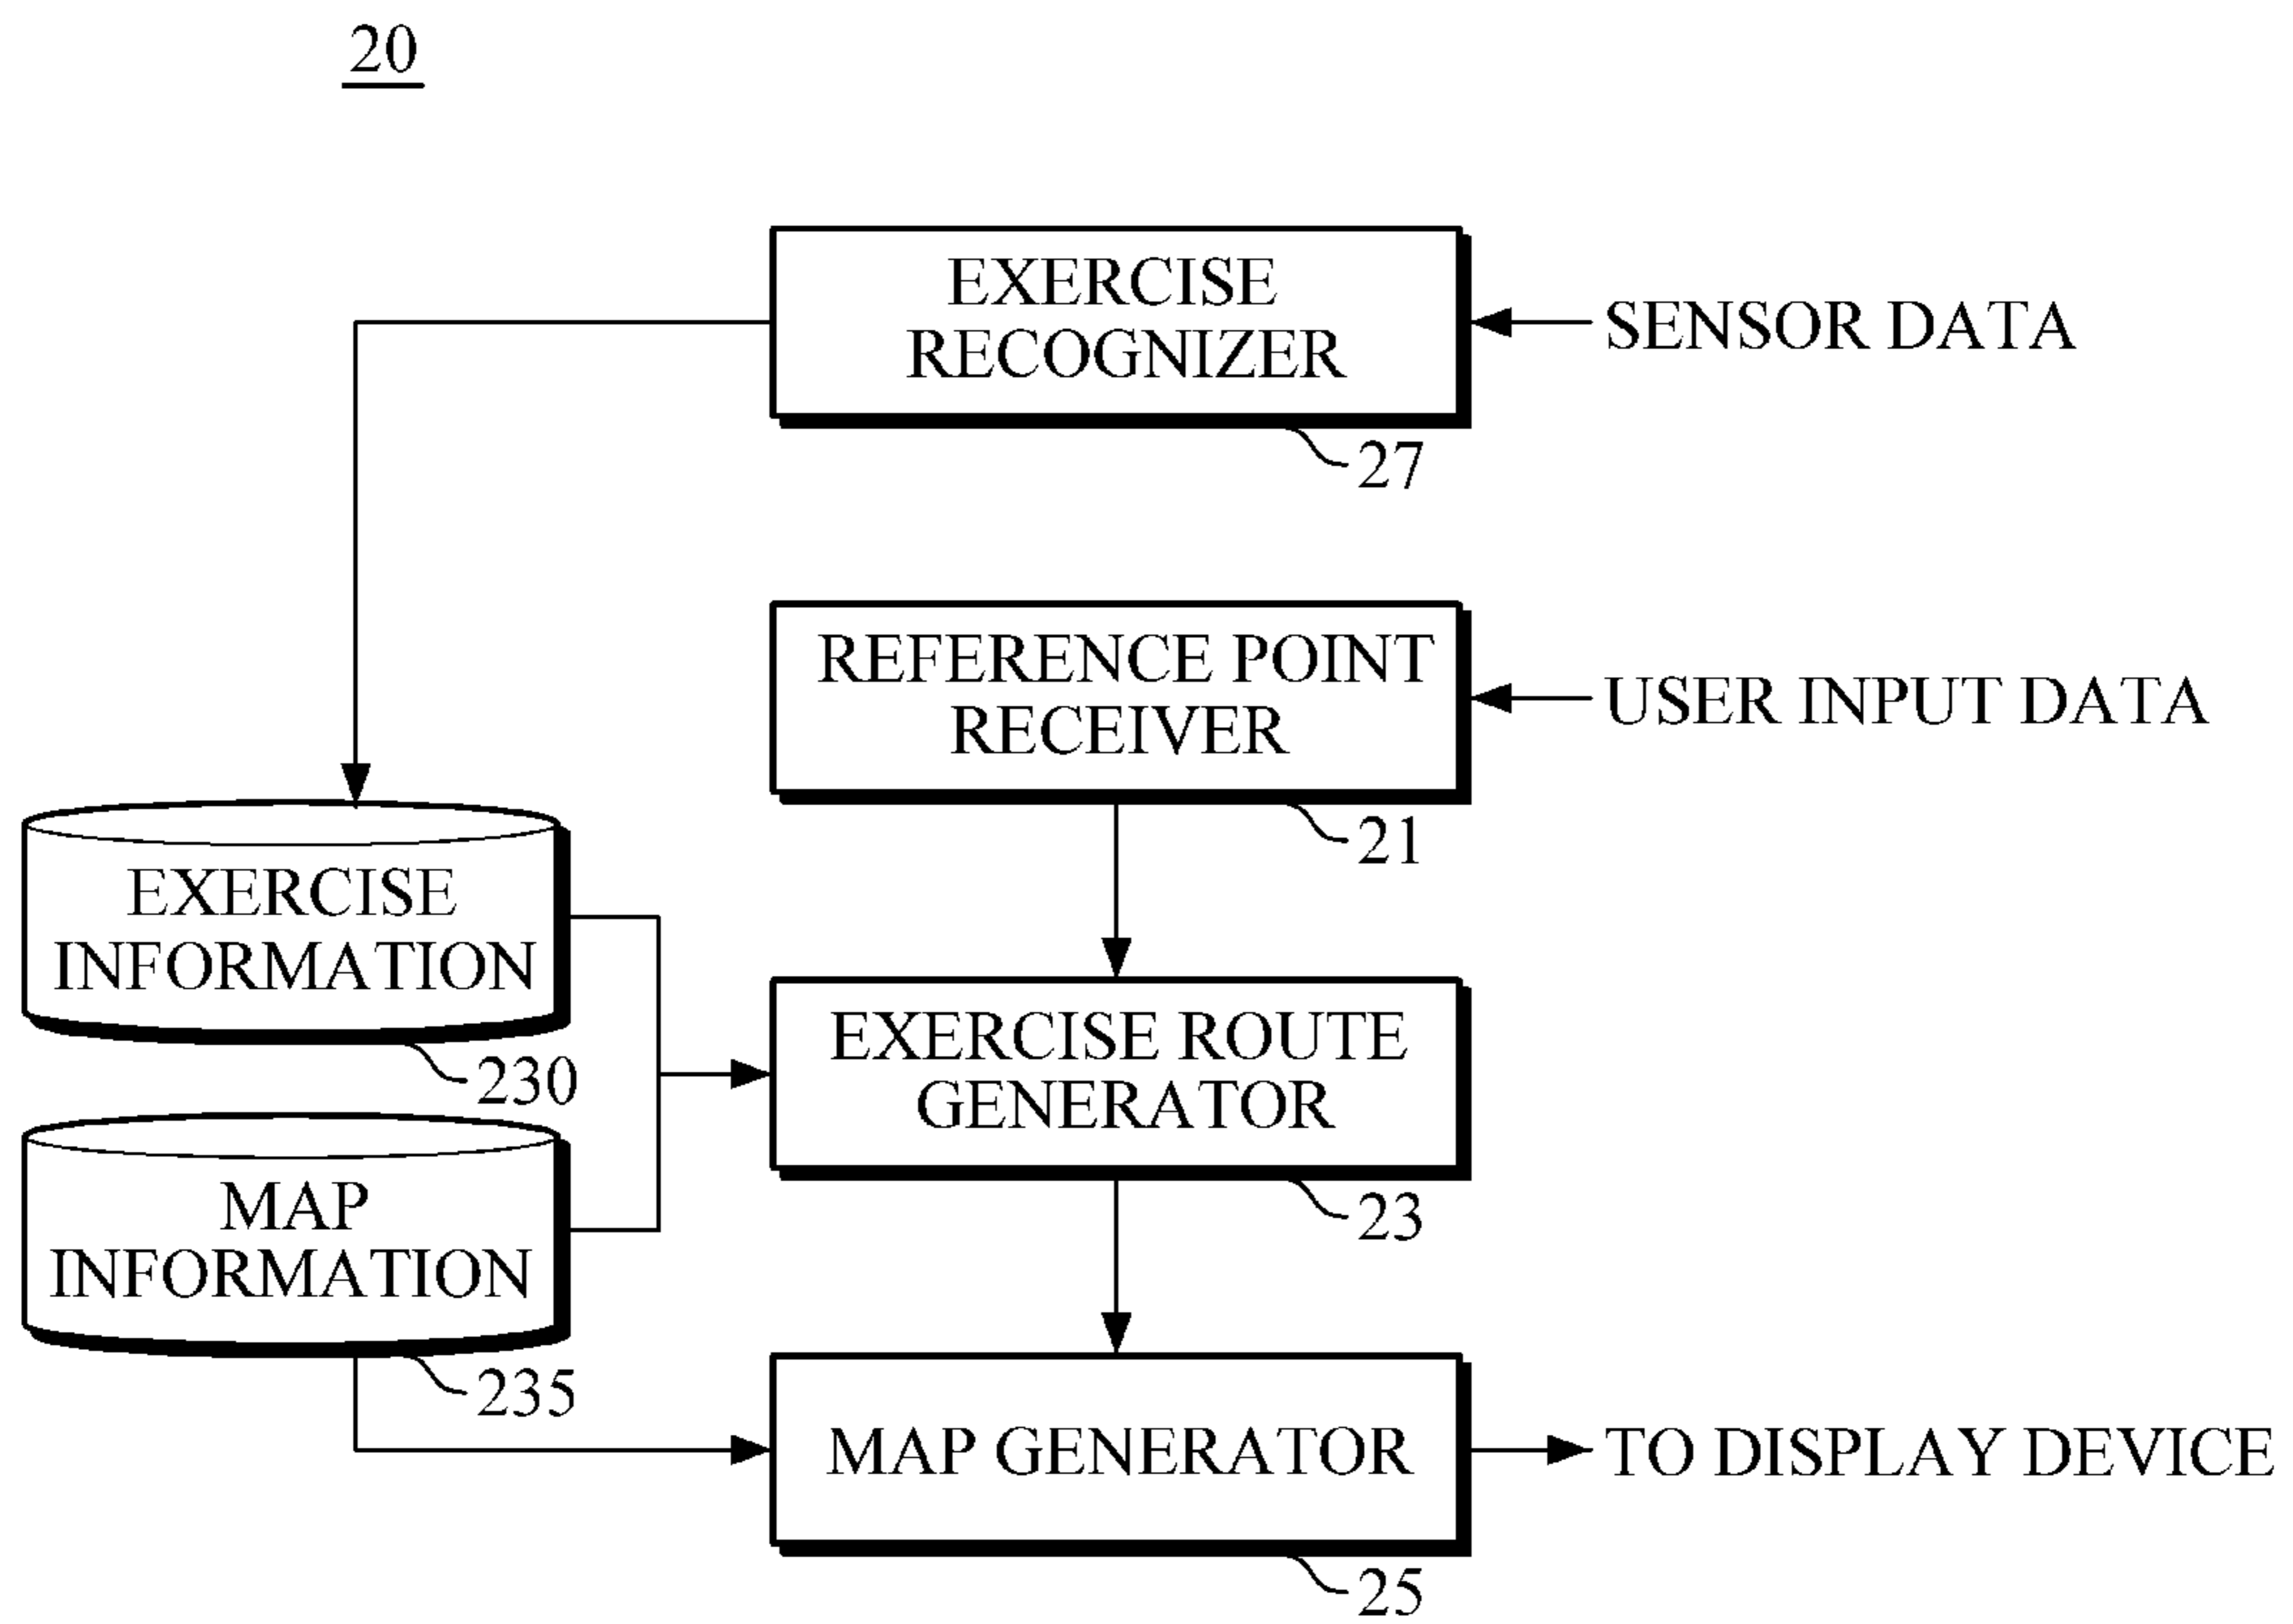 20
EXERCISE
RECOGNIZER
SENSOR DATA
27
REFERENCE POINT
RECEIVER
USER INPUT DATA
21
EXERCISE
INFORMATION
230
EXERCISE ROUTE
GENERATOR
23
MAP
INFORMATION
235
MAP GENERATOR
TO DISPLAY DEVICE
25